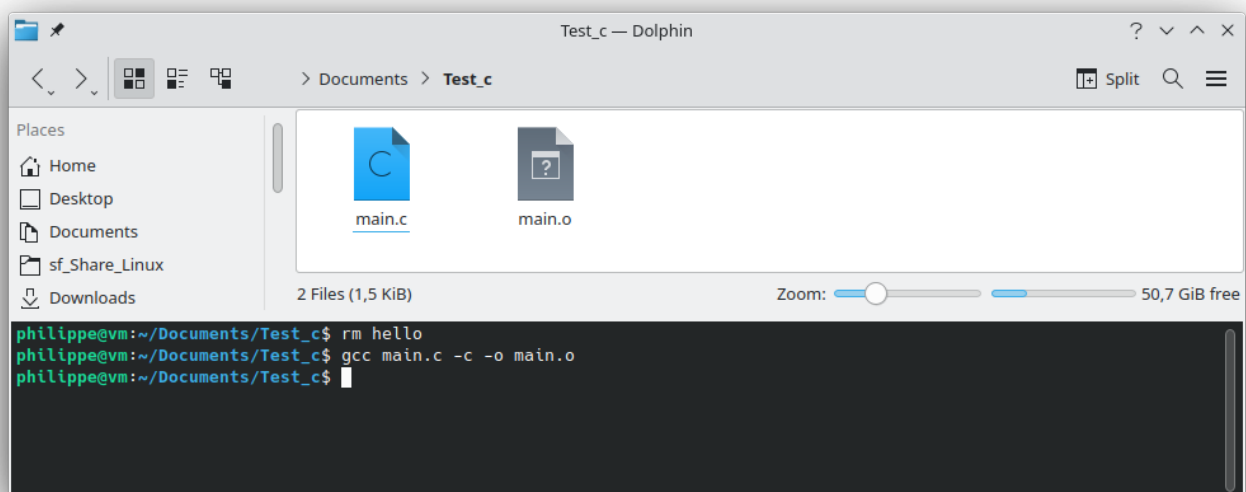 Test_c — Dolphin
> Documents > Test_c
Split
Places
Home
Desktop
Documents
sf_Share_Linux
Downloads
C
?
main.c
main.o
2 Files (1,5 KiB)
Zoom:
50,7 GiB free
philippe@vm:~/Documents/Test_c$ rm hello
philippe@vm:~/Documents/Test_c$ gcc main.c -c -o main.o
philippe@vm:~/Documents/Test_c$